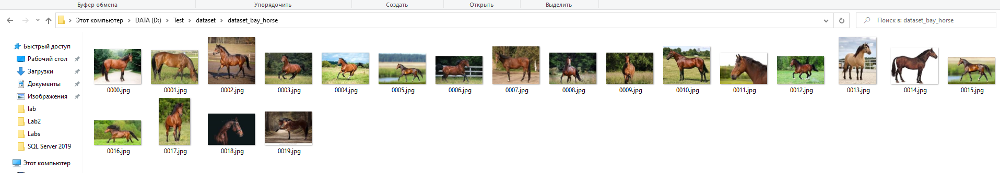 Буфер обмена Упорядочить Создать Открыть Выделить
Этот компьютер DATA (D:) Test dataset dataset_bay_horse Поиск в: dataset_bay_horse
Быстрый доступ
Рабочий стол
Загрузки
Документы
Изображения
lab
Lab2
Labs
SQL Server 2019
Этот компьютер
0000.jpg 0001.jpg 0002.jpg 0003.jpg 0004.jpg 0005.jpg 0006.jpg 0007.jpg 0008.jpg 0009.jpg 0010.jpg 0011.jpg 0012.jpg 0013.jpg 0014.jpg 0015.jpg
0016.jpg 0017.jpg 0018.jpg 0019.jpg